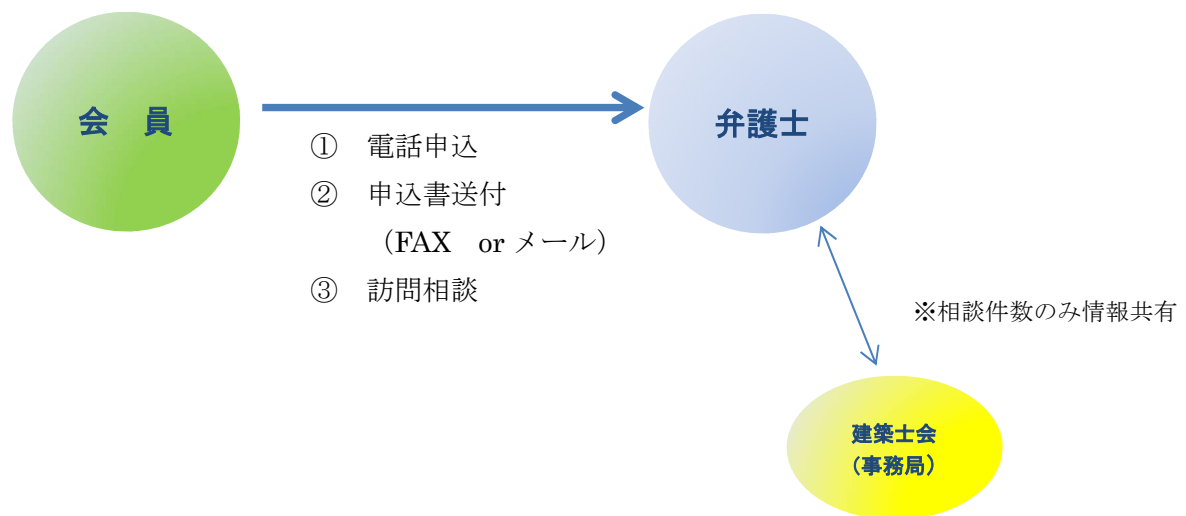 会　員
弁護士
①　電話申込
②　申込書送付
（FAX　or メール）
③　訪問相談
※相談件数のみ情報共有
建築士会
（事務局）